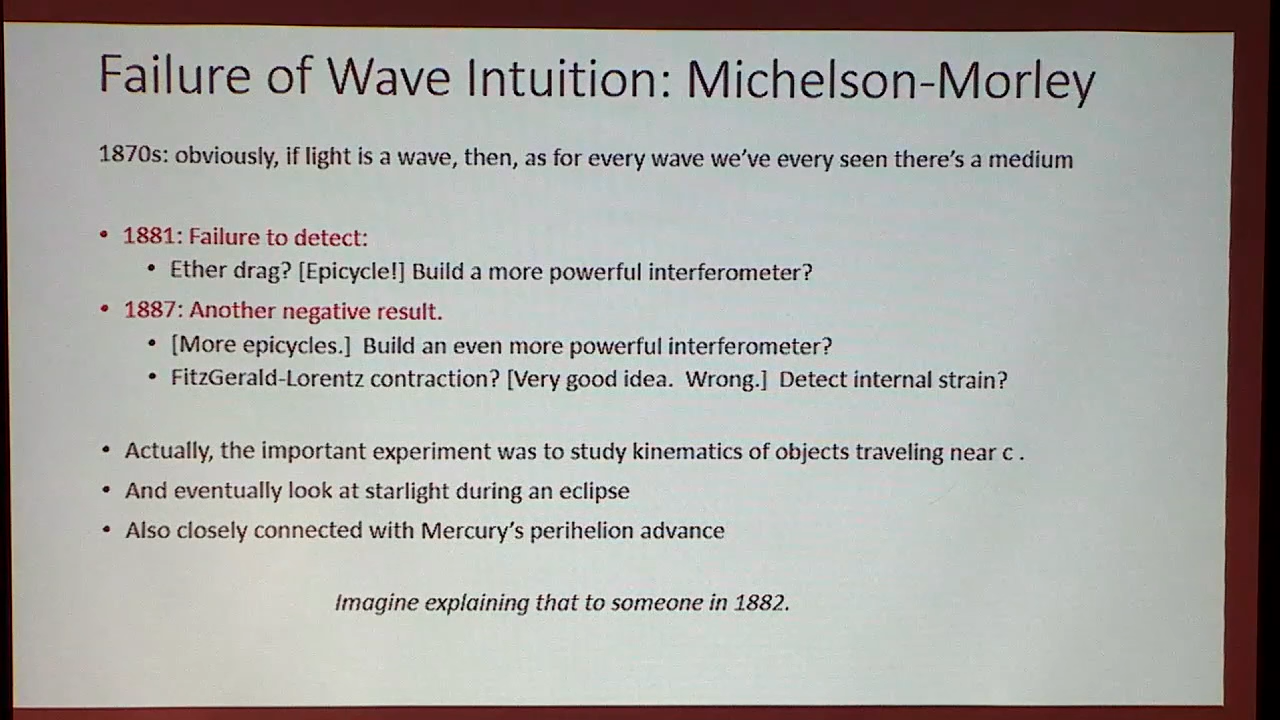 Failure of Wave Intuition: Michelson-Morley
1870s: obviously, if light is a wave, then, as for every wave we've every seen there's a medium
• 1881: Failure to detect:
• Ether drag? [Epicycle!] Build a more powerful interferometer?
• 1887: Another negative result.
• [More epicycles.]  Build an even more powerful interferometer?
• FitzGerald-Lorentz contraction? [Very good idea.  Wrong.]  Detect internal strain?
• Actually, the important experiment was to study kinematics of objects traveling near c .
• And eventually look at starlight during an eclipse
• Also closely connected with Mercury's perihelion advance
Imagine explaining that to someone in 1882.